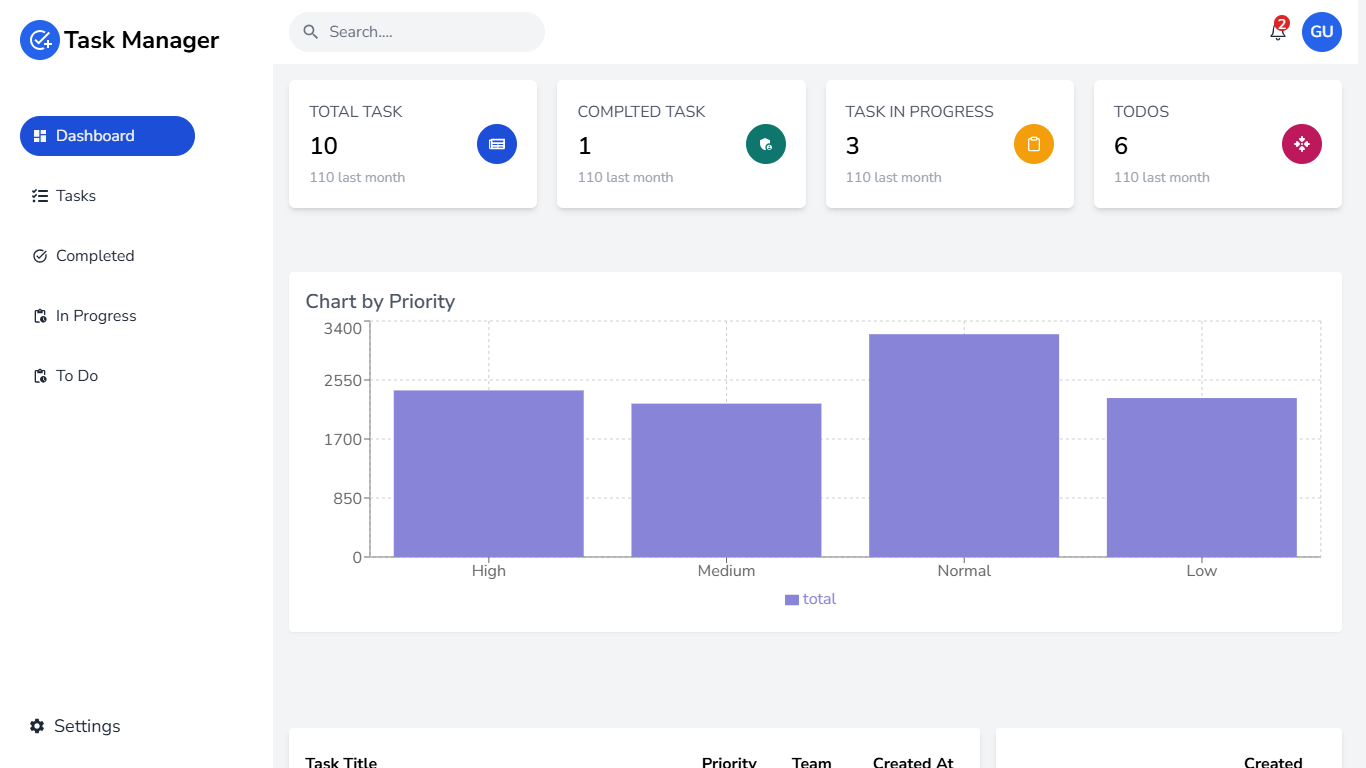 Task Manager
Search....
2
GU
Dashboard
Tasks
Completed
In Progress
To Do
Settings
TOTAL TASK
10
110 last month
COMPLTED TASK
1
110 last month
TASK IN PROGRESS
3
110 last month
TODOS
6
110 last month
Chart by Priority
3400
2550
1700
850
0
High Medium Normal Low
total
Task Title Priority Team Created At
Created